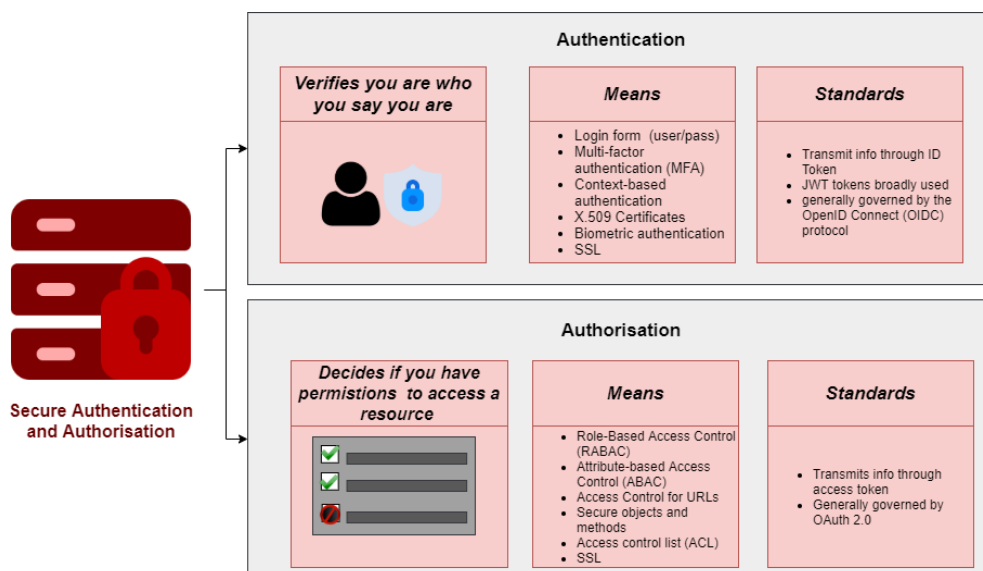 Authentication
Verifies you are who
you say you are
Means
• Login form (user/pass)
• Multi-factor
authentication (MFA)
• Context-based
authentication
• X.509 Certificates
• Biometric authentication
• SSL
Standards
• Transmit info through ID
Token
• JWT tokens broadly used
• generally governed by the
OpenID Connect (OIDC)
protocol
Secure Authentication
and Authorisation
Authorisation
Decides if you have
permistions to access a
resource
Means
• Role-Based Access Control
(RABAC)
• Attribute-based Access
Control (ABAC)
• Access Control for URLs
• Secure objects and
methods
• Access control list (ACL)
• SSL
Standards
• Transmits info through
access token
• Generally governed by
OAuth 2.0